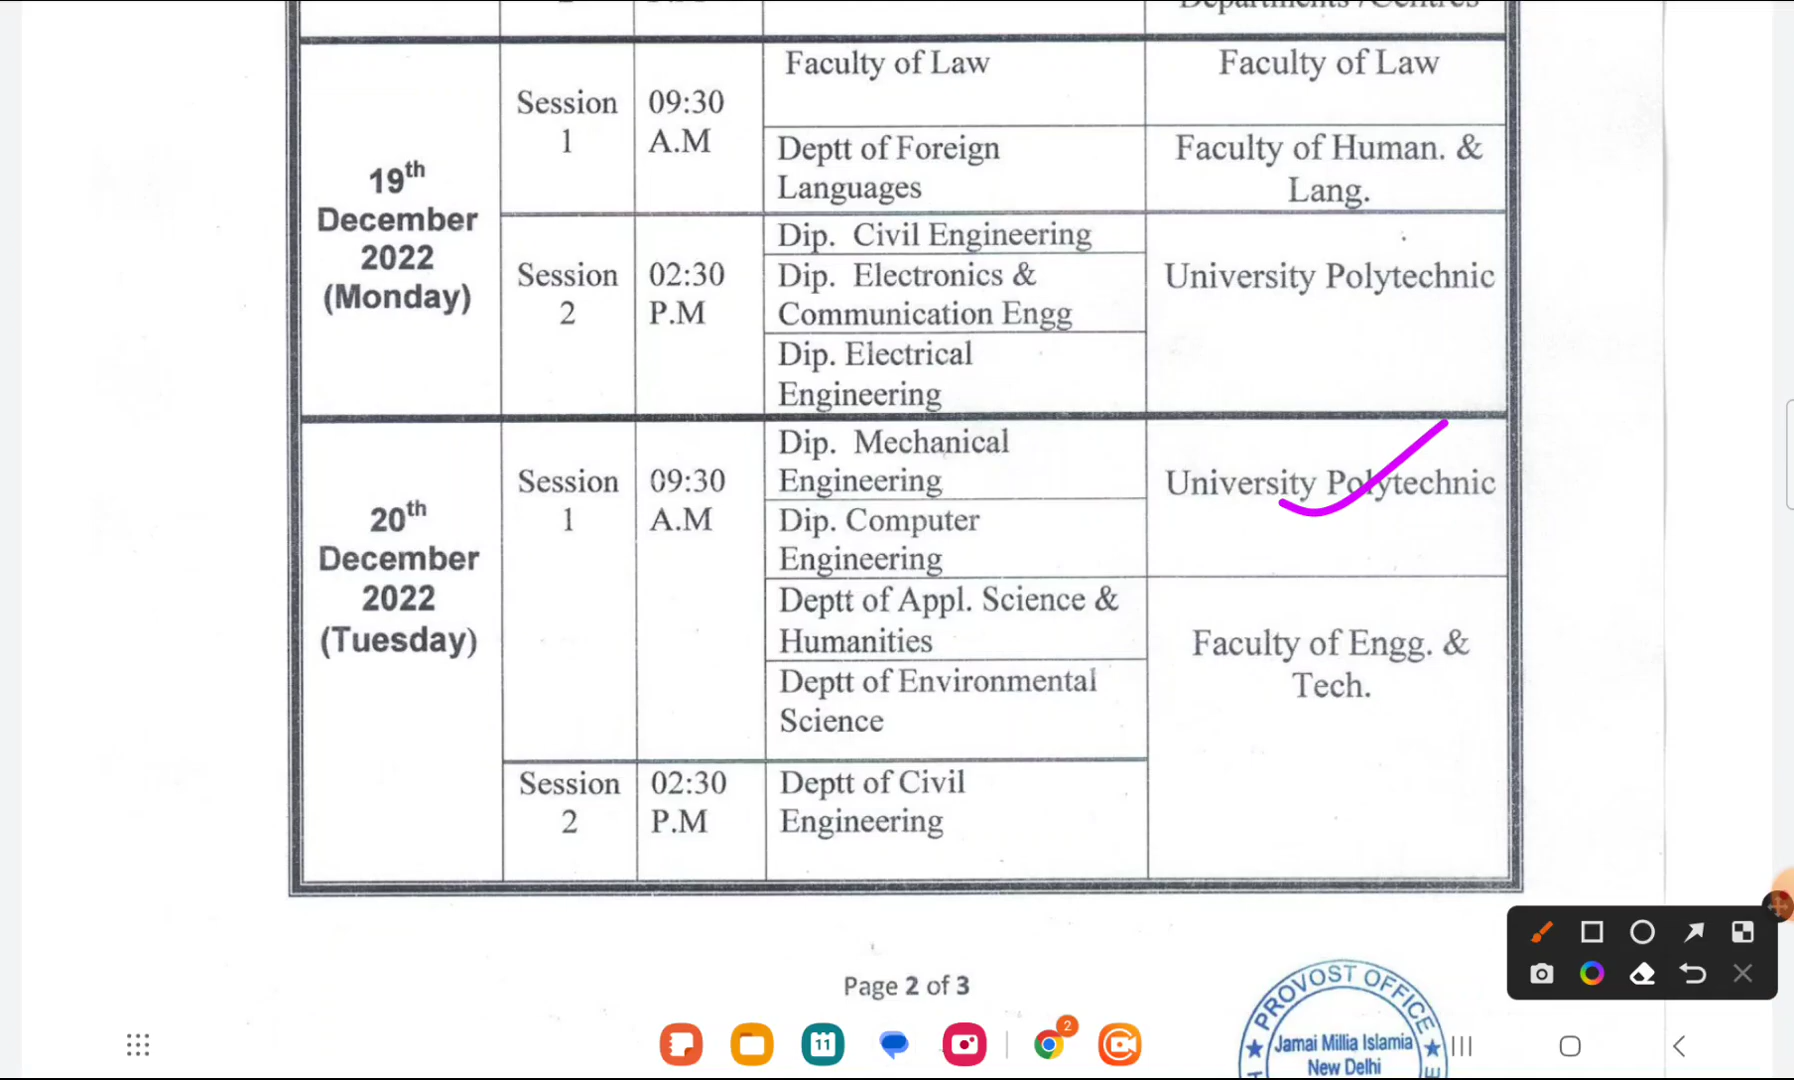 Departments /Centres
19th
December
2022
(Monday)
Session
1
09:30
A.M
Faculty of Law
Faculty of Law
Deptt of Foreign
Languages
Faculty of Human. &
Lang.
Session
2
02:30
P.M
Dip. Civil Engineering
Dip. Electronics &
Communication Engg
Dip. Electrical
Engineering
University Polytechnic
20th
December
2022
(Tuesday)
Session
1
09:30
A.M
Dip. Mechanical
Engineering
Dip. Computer
Engineering
University Polytechnic
Deptt of Appl. Science &
Humanities
Deptt of Environmental
Science
Faculty of Engg. &
Tech.
Session
2
02:30
P.M
Deptt of Civil
Engineering
Page 2 of 3
PROVOST OFFICE
Jamai Millia Islamia
New Delhi
11
2